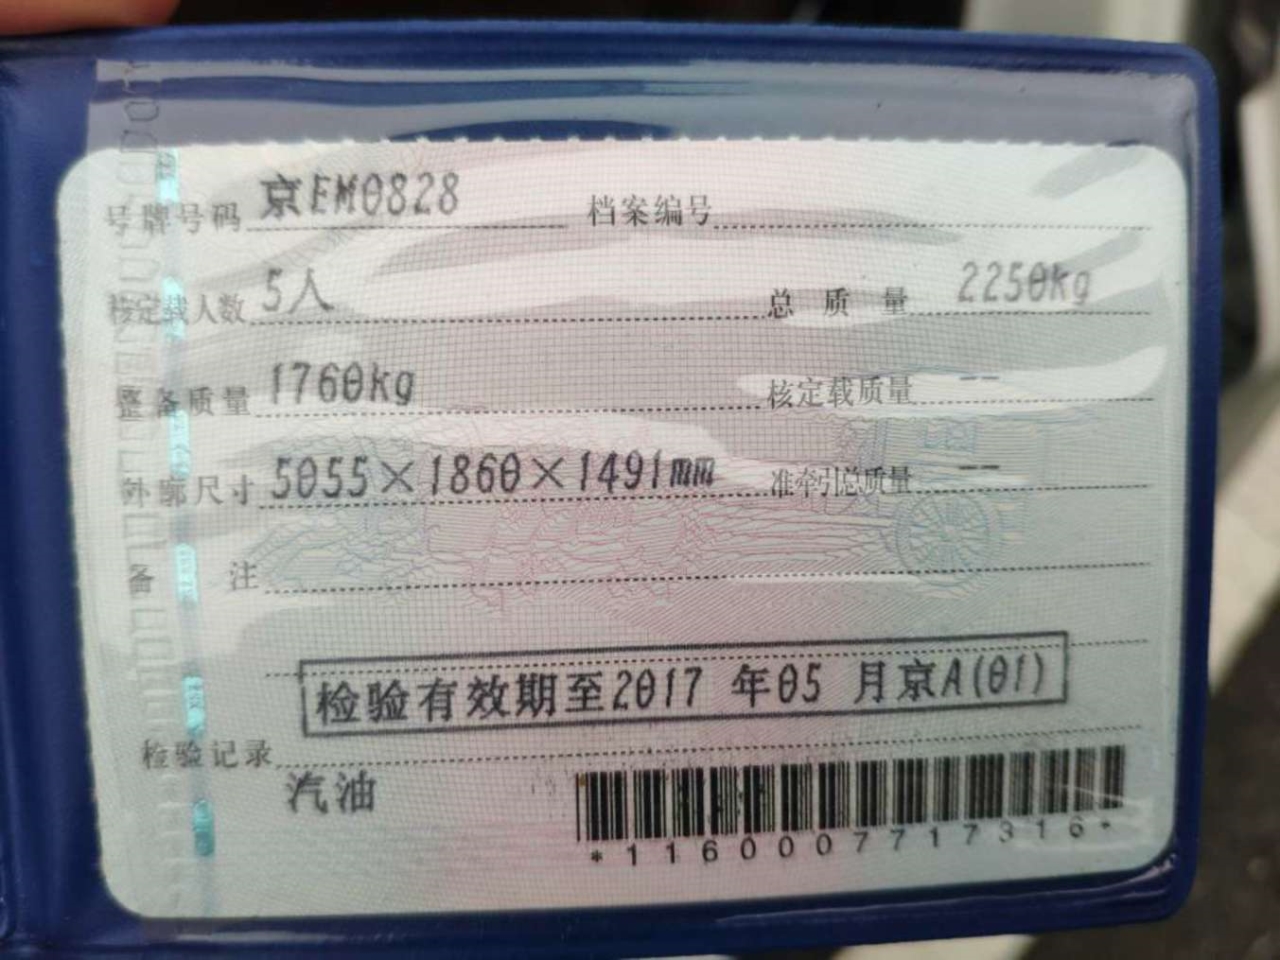 号牌号码 京EM0828 档案编号
核定载人数 5人 总质量 2250kg
整备质量 1760kg 核定载质量 --
外廓尺寸 5055×1860×1491mm 准牵引总质量 --
备注
检验有效期至2017 年05 月京A(01)
检验记录
汽油
*1160007717316*